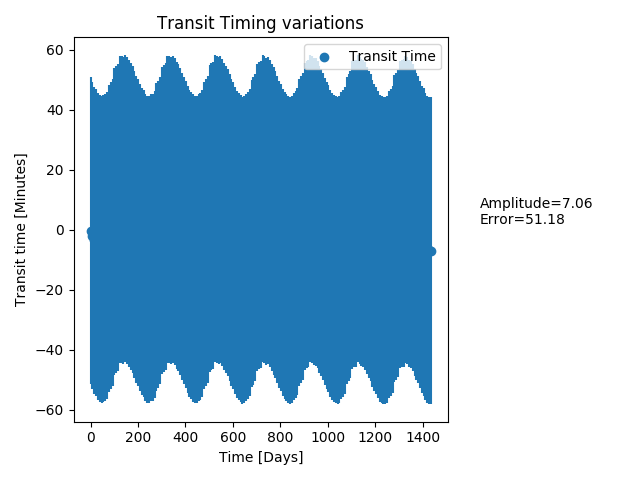 Transit Timing variations
Transit Time
60
40
20
0
−20
−40
−60
Transit time [Minutes]
0 200 400 600 800 1000 1200 1400
Time [Days]
Amplitude=7.06
Error=51.18